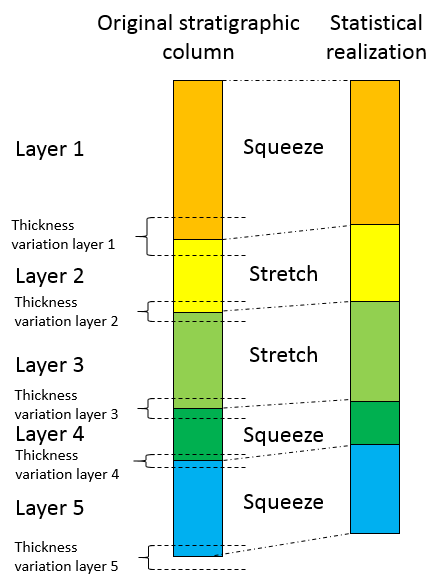 Original stratigraphic
column
Statistical
realization
Layer 1
Squeeze
Thickness
variation layer 1
Layer 2
Stretch
Thickness
variation layer 2
Layer 3
Stretch
Thickness
variation layer 3
Layer 4
Squeeze
Thickness
variation layer 4
Layer 5
Squeeze
Thickness
variation layer 5